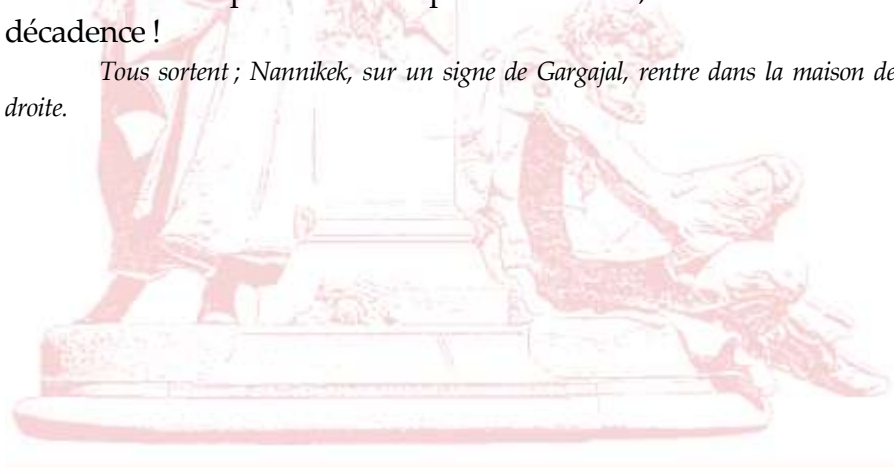 décadence !
Tous sortent ; Nannikek, sur un signe de Gargajal, rentre dans la maison de
droite.